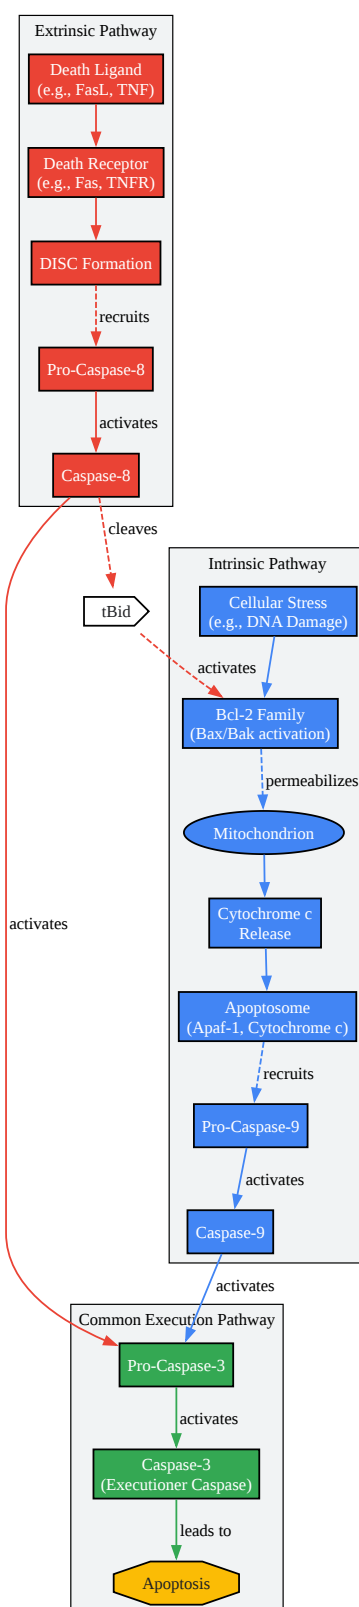 Extrinsic Pathway
Death Ligand
(e.g., FasL, TNF)
Death Receptor
(e.g., Fas, TNFR)
DISC Formation
recruits
Pro-Caspase-8
activates
Caspase-8
cleaves
tBid
activates
Intrinsic Pathway
Cellular Stress
(e.g., DNA Damage)
Bcl-2 Family
(Bax/Bak activation)
permeabilizes
Mitochondrion
Cytochrome c
Release
activates
Apoptosome
(Apaf-1, Cytochrome c)
recruits
Pro-Caspase-9
activates
Caspase-9
activates
Common Execution Pathway
Pro-Caspase-3
activates
Caspase-3
(Executioner Caspase)
leads to
Apoptosis